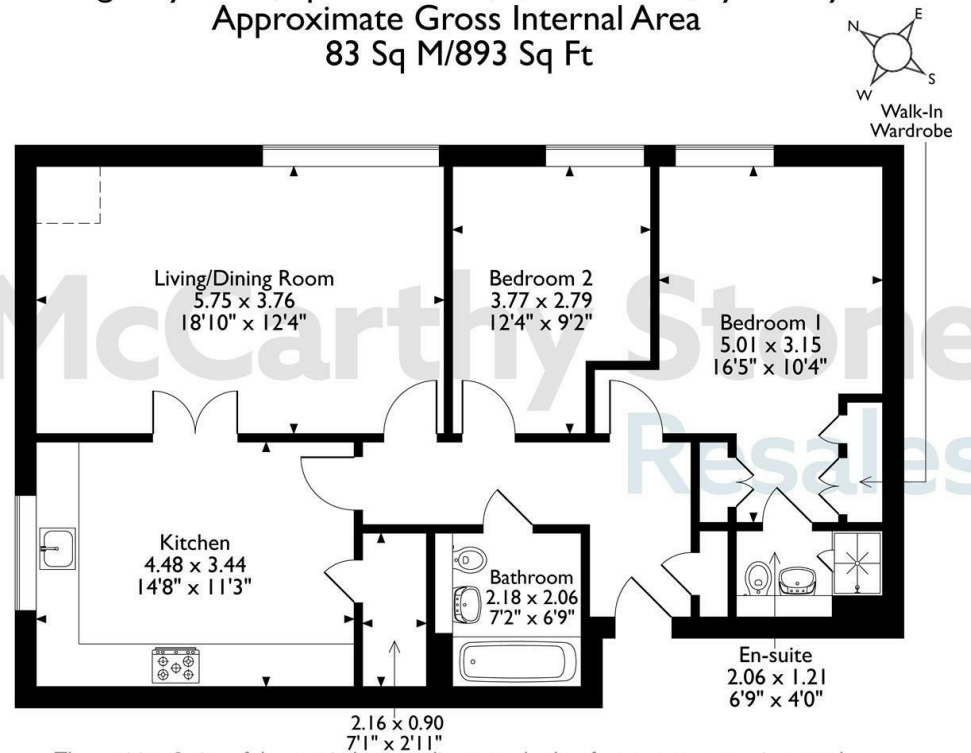 Approximate Gross Internal Area
83 Sq M/893 Sq Ft
N
E
S
W
Walk-In
Wardrobe
McCarthy Stone
Resales
Living/Dining Room
5.75 x 3.76
18'10" x 12'4"
Bedroom 2
3.77 x 2.79
12'4" x 9'2"
Bedroom 1
5.01 x 3.15
16'5" x 10'4"
Kitchen
4.48 x 3.44
14'8" x 11'3"
Bathroom
2.18 x 2.06
7'2" x 6'9"
En-suite
2.06 x 1.21
6'9" x 4'0"
2.16 x 0.90
7'1" x 2'11"